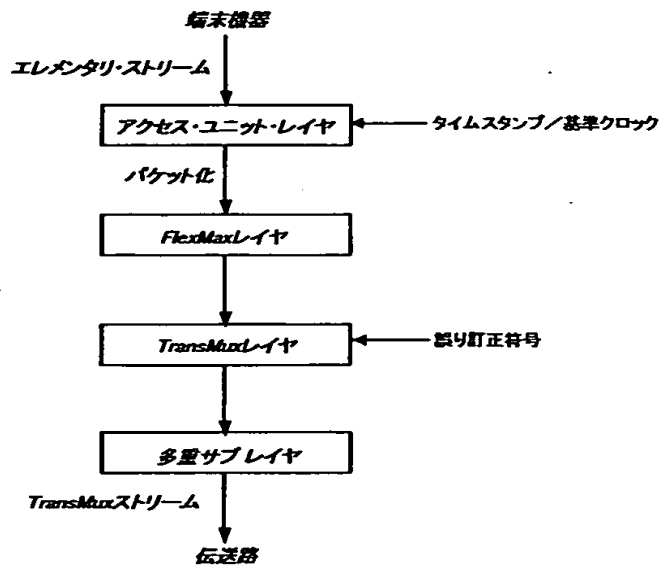 端末機器
エレメンタリ・ストリーム
アクセス・ユニット・レイヤ
タイムスタンプ／基準クロック
パケット化
FlexMaxレイヤ
TransMuxレイヤ
誤り訂正符号
多重サブ レイヤ
TransMuxストリーム
伝送路